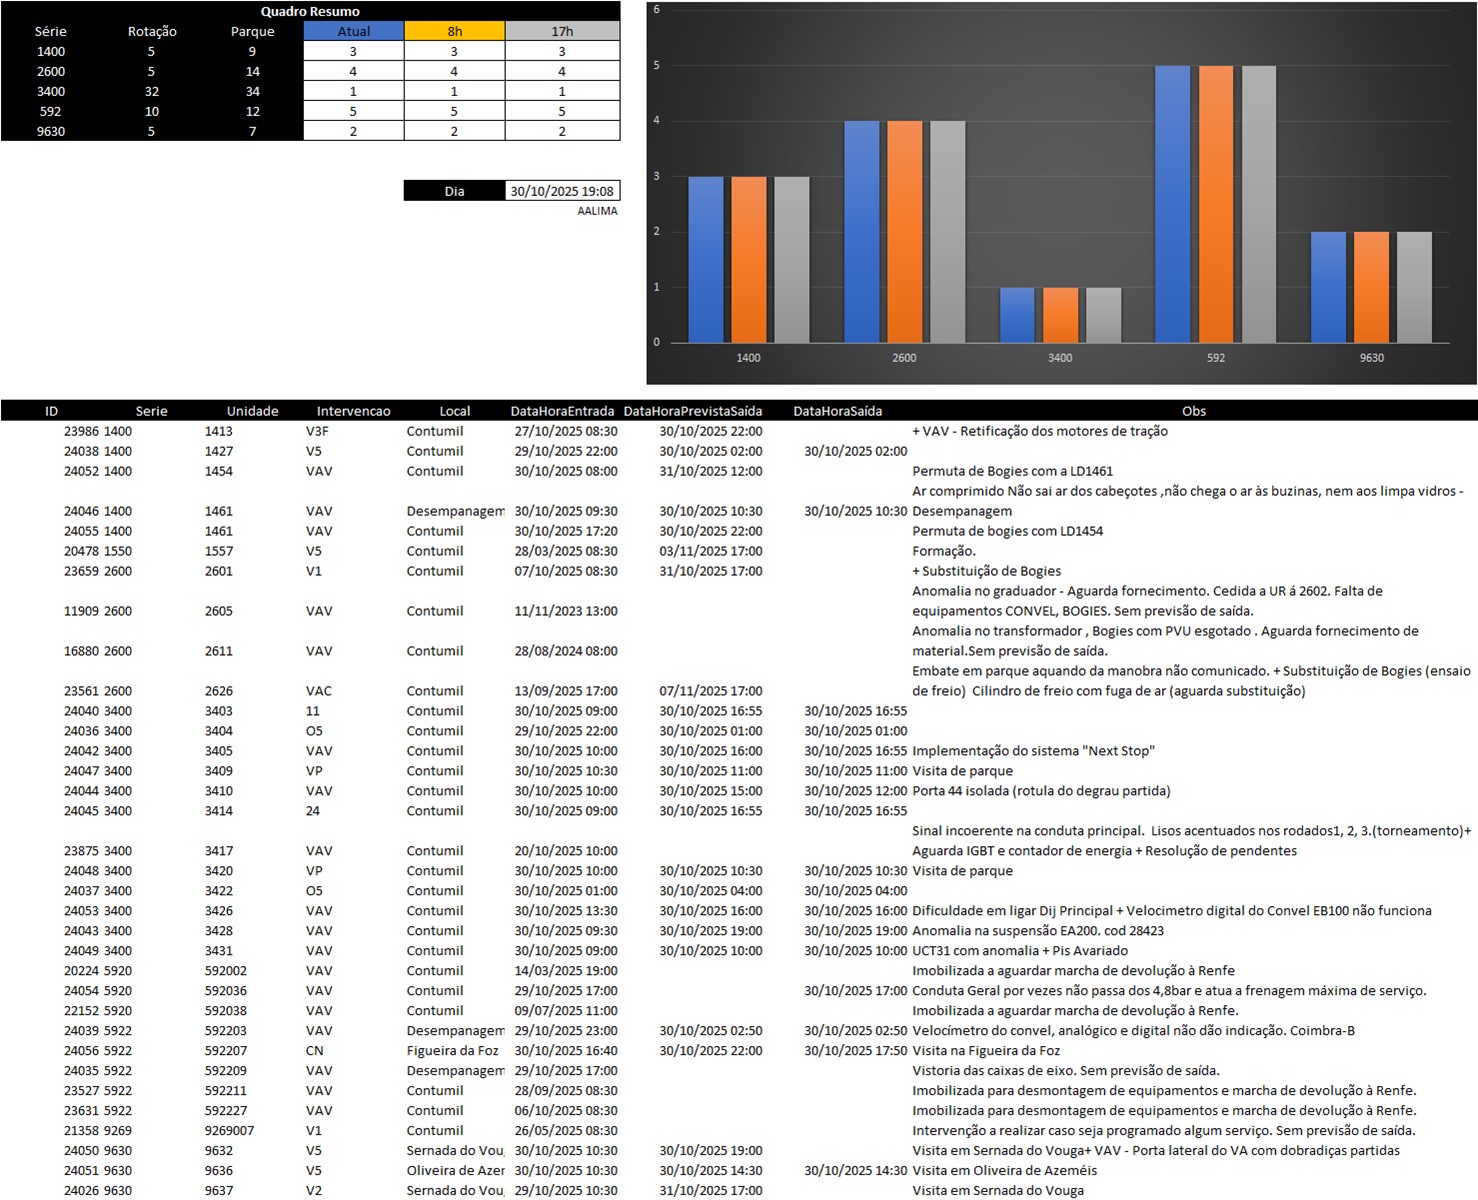 Quadro Resumo
Série Rotação Parque Atual 8h 17h
1400 5 9 3 3 3
2600 5 14 4 4 4
3400 32 34 1 1 1
592 10 12 5 5 5
9630 5 7 2 2 2
Dia 30/10/2025 19:08
AALIMA
6
5
4
3
2
1
0
1400 2600 3400 592 9630
ID Serie Unidade Intervencao Local DataHoraEntrada DataHoraPrevistaSaída DataHoraSaída Obs
23986 1400 1413 V3F Contumil 27/10/2025 08:30 30/10/2025 22:00 + VAV - Retificação dos motores de tração
24038 1400 1427 V5 Contumil 29/10/2025 22:00 30/10/2025 02:00 30/10/2025 02:00
24052 1400 1454 VAV Contumil 30/10/2025 08:00 31/10/2025 12:00 Permuta de Bogies com a LD1461
Ar comprimido Não sai ar dos cabeçotes ,não chega o ar às buzinas, nem aos limpa vidros -
24046 1400 1461 VAV Desempanagem 30/10/2025 09:30 30/10/2025 10:30 30/10/2025 10:30 Desempanagem
24055 1400 1461 VAV Contumil 30/10/2025 17:20 30/10/2025 22:00 Permuta de bogies com LD1454
20478 1550 1557 V5 Contumil 28/03/2025 08:30 03/11/2025 17:00 Formação.
23659 2600 2601 V1 Contumil 07/10/2025 08:30 31/10/2025 17:00 + Substituição de Bogies
Anomalia no graduador - Aguarda fornecimento. Cedida a UR á 2602. Falta de
11909 2600 2605 VAV Contumil 11/11/2023 13:00 equipamentos CONVEL, BOGIES. Sem previsão de saída.
Anomalia no transformador , Bogies com PVU esgotado . Aguarda fornecimento de
16880 2600 2611 VAV Contumil 28/08/2024 08:00 material.Sem previsão de saída.
Embate em parque aquando da manobra não comunicado. + Substituição de Bogies (ensaio
23561 2600 2626 VAC Contumil 13/09/2025 17:00 07/11/2025 17:00 de freio)  Cilindro de freio com fuga de ar (aguarda substituição)
24040 3400 3403 11 Contumil 30/10/2025 09:00 30/10/2025 16:55 30/10/2025 16:55
24036 3400 3404 O5 Contumil 29/10/2025 22:00 30/10/2025 01:00 30/10/2025 01:00
24042 3400 3405 VAV Contumil 30/10/2025 10:00 30/10/2025 16:00 30/10/2025 16:55 Implementação do sistema "Next Stop"
24047 3400 3409 VP Contumil 30/10/2025 10:30 30/10/2025 11:00 30/10/2025 11:00 Visita de parque
24044 3400 3410 VAV Contumil 30/10/2025 10:00 30/10/2025 15:00 30/10/2025 12:00 Porta 44 isolada (rotula do degrau partida)
24045 3400 3414 24 Contumil 30/10/2025 09:00 30/10/2025 16:55 30/10/2025 16:55
Sinal incoerente na conduta principal.  Lisos acentuados nos rodados1, 2, 3.(torneamento)+
23875 3400 3417 VAV Contumil 20/10/2025 10:00 Aguarda IGBT e contador de energia + Resolução de pendentes
24048 3400 3420 VP Contumil 30/10/2025 10:00 30/10/2025 10:30 30/10/2025 10:30 Visita de parque
24037 3400 3422 O5 Contumil 30/10/2025 01:00 30/10/2025 04:00 30/10/2025 04:00
24053 3400 3426 VAV Contumil 30/10/2025 13:30 30/10/2025 16:00 30/10/2025 16:00 Dificuldade em ligar Dij Principal + Velocimetro digital do Convel EB100 não funciona
24043 3400 3428 VAV Contumil 30/10/2025 09:30 30/10/2025 19:00 30/10/2025 19:00 Anomalia na suspensão EA200. cod 28423
24049 3400 3431 VAV Contumil 30/10/2025 09:00 30/10/2025 10:00 30/10/2025 10:00 UCT31 com anomalia + Pis Avariado
20224 5920 592002 VAV Contumil 14/03/2025 19:00 Imobilizada a aguardar marcha de devolução à Renfe
24054 5920 592036 VAV Contumil 29/10/2025 17:00 30/10/2025 17:00 Conduta Geral por vezes não passa dos 4,8bar e atua a frenagem máxima de serviço.
22152 5920 592038 VAV Contumil 09/07/2025 11:00 Imobilizada a aguardar marcha de devolução à Renfe.
24039 5922 592203 VAV Desempanagem 29/10/2025 23:00 30/10/2025 02:50 30/10/2025 02:50 Velocímetro do convel, analógico e digital não dão indicação. Coimbra-B
24056 5922 592207 CN Figueira da Foz 30/10/2025 16:40 30/10/2025 22:00 30/10/2025 17:50 Visita na Figueira da Foz
24035 5922 592209 VAV Desempanagem 29/10/2025 17:00 Vistoria das caixas de eixo. Sem previsão de saída.
23527 5922 592211 VAV Contumil 28/09/2025 08:30 Imobilizada para desmontagem de equipamentos e marcha de devolução à Renfe.
23631 5922 592227 VAV Contumil 06/10/2025 08:30 Imobilizada para desmontagem de equipamentos e marcha de devolução à Renfe.
21358 9269 9269007 V1 Contumil 26/05/2025 08:30 Intervenção a realizar caso seja programado algum serviço. Sem previsão de saída.
24050 9630 9632 V5 Sernada do Vou 30/10/2025 10:30 30/10/2025 19:00 Visita em Sernada do Vouga+ VAV - Porta lateral do VA com dobradiças partidas
24051 9630 9636 V5 Oliveira de Azer 30/10/2025 10:30 30/10/2025 14:30 30/10/2025 14:30 Visita em Oliveira de Azeméis
24026 9630 9637 V2 Sernada do Vou 29/10/2025 10:30 31/10/2025 17:00 Visita em Sernada do Vouga